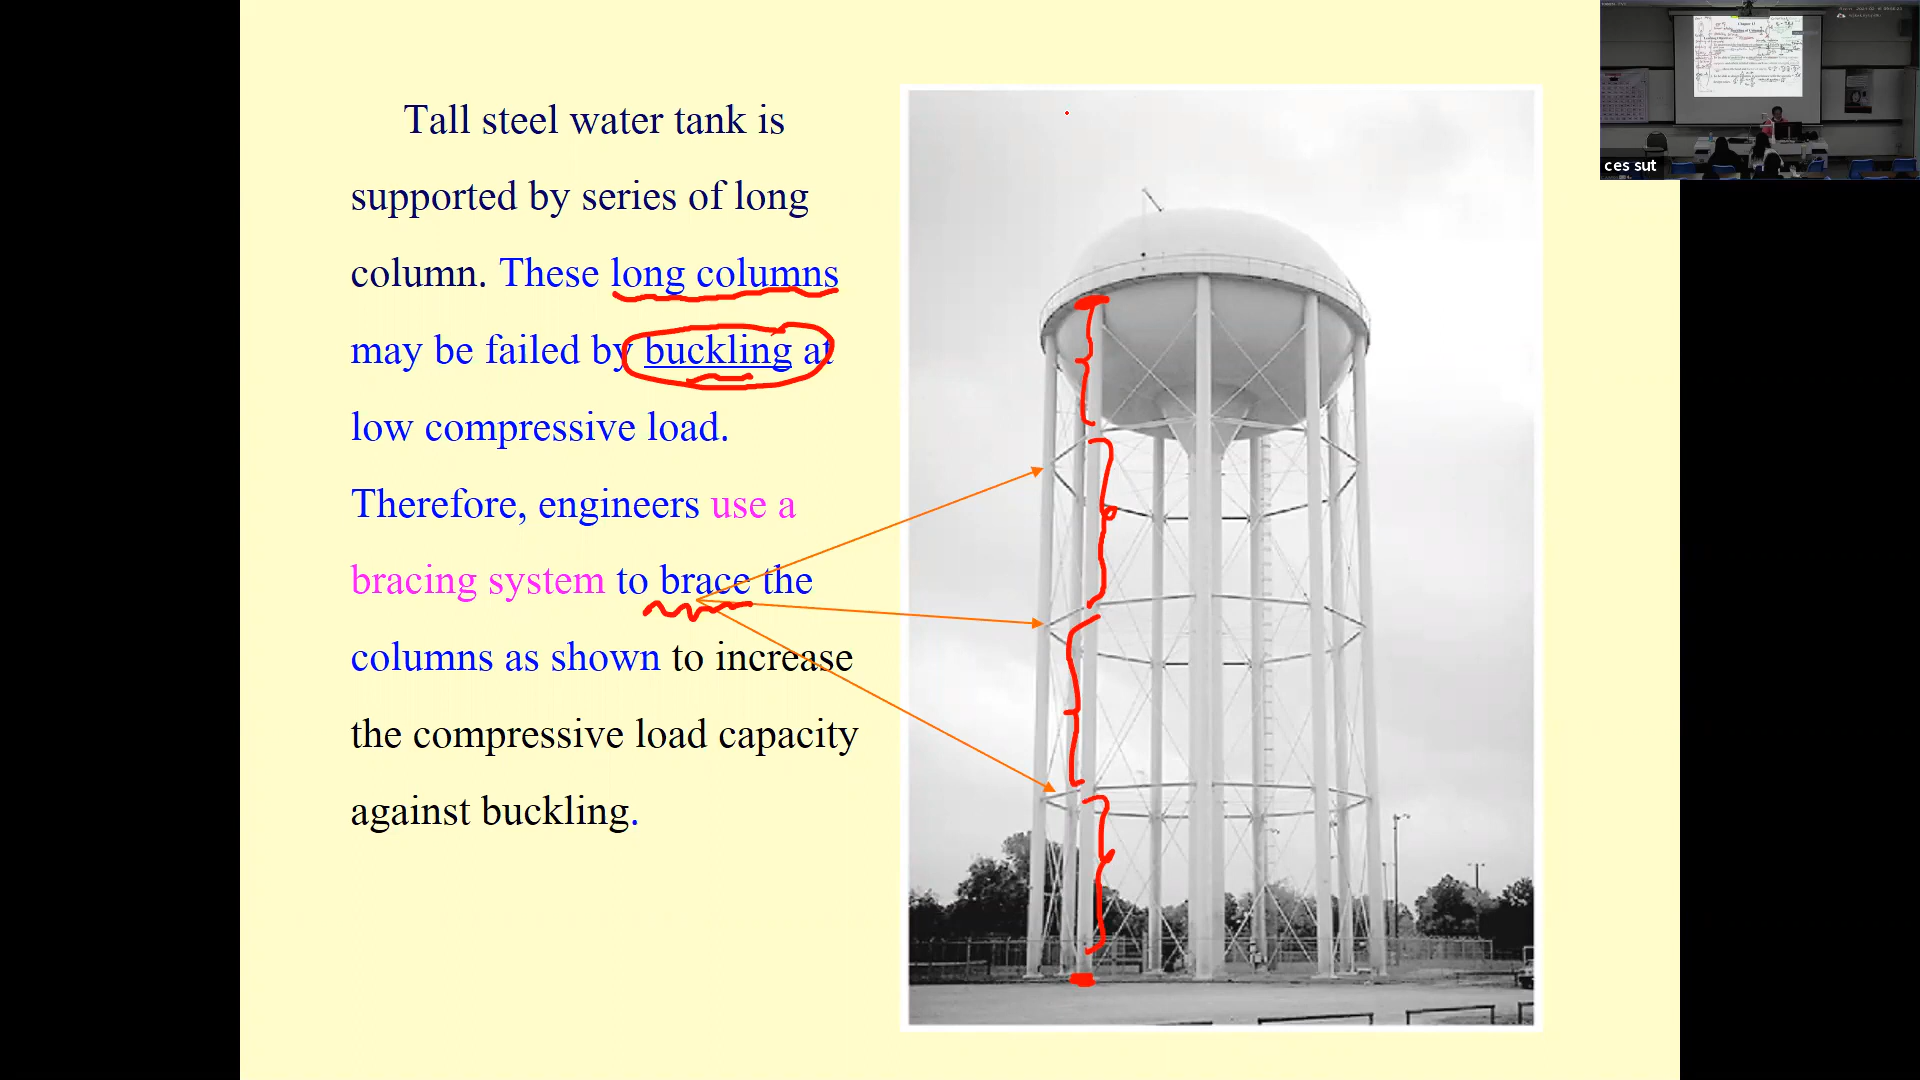 Tall steel water tank is
supported by series of long
column. These long columns
may be failed by buckling at
low compressive load.
Therefore, engineers use a
bracing system to brace the
columns as shown to increase
the compressive load capacity
against buckling.
ces sut